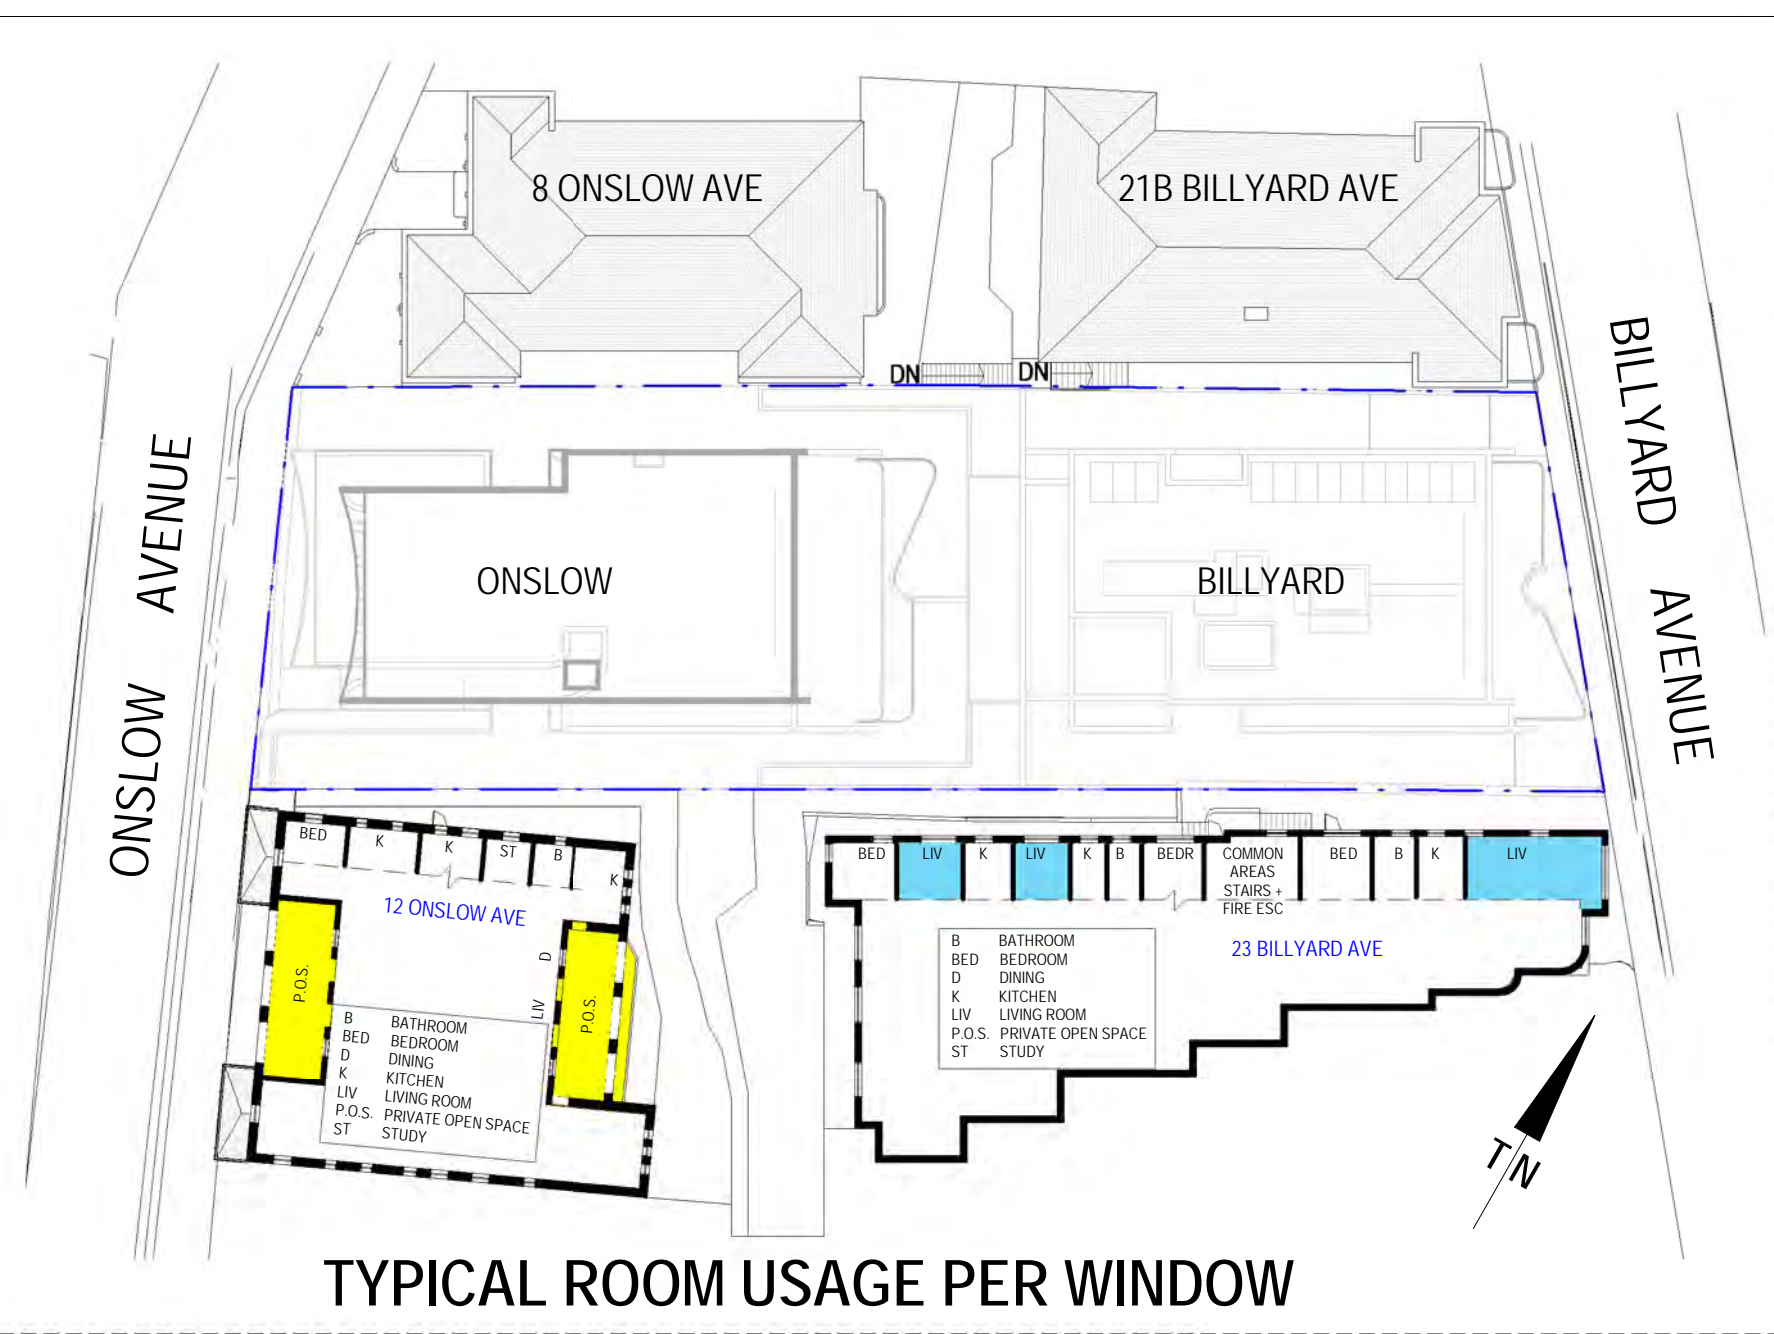 8 ONSLOW AVE
21B BILLYARD AVE
DN
DN
ONSLOW AVENUE
BILLYARD AVENUE
ONSLOW
BILLYARD
BED
K
K
ST
B
K
12 ONSLOW AVE
P.O.S.
D
LIV
P.O.S.
B BATHROOM
BED BEDROOM
D DINING
K KITCHEN
LIV LIVING ROOM
P.O.S. PRIVATE OPEN SPACE
ST STUDY
BED
LIV
K
LIV
K
B
BEDR
COMMON
AREAS
STAIRS +
FIRE ESC
BED
B
K
LIV
23 BILLYARD AVE
B BATHROOM
BED BEDROOM
D DINING
K KITCHEN
LIV LIVING ROOM
P.O.S. PRIVATE OPEN SPACE
ST STUDY
TN
TYPICAL ROOM USAGE PER WINDOW